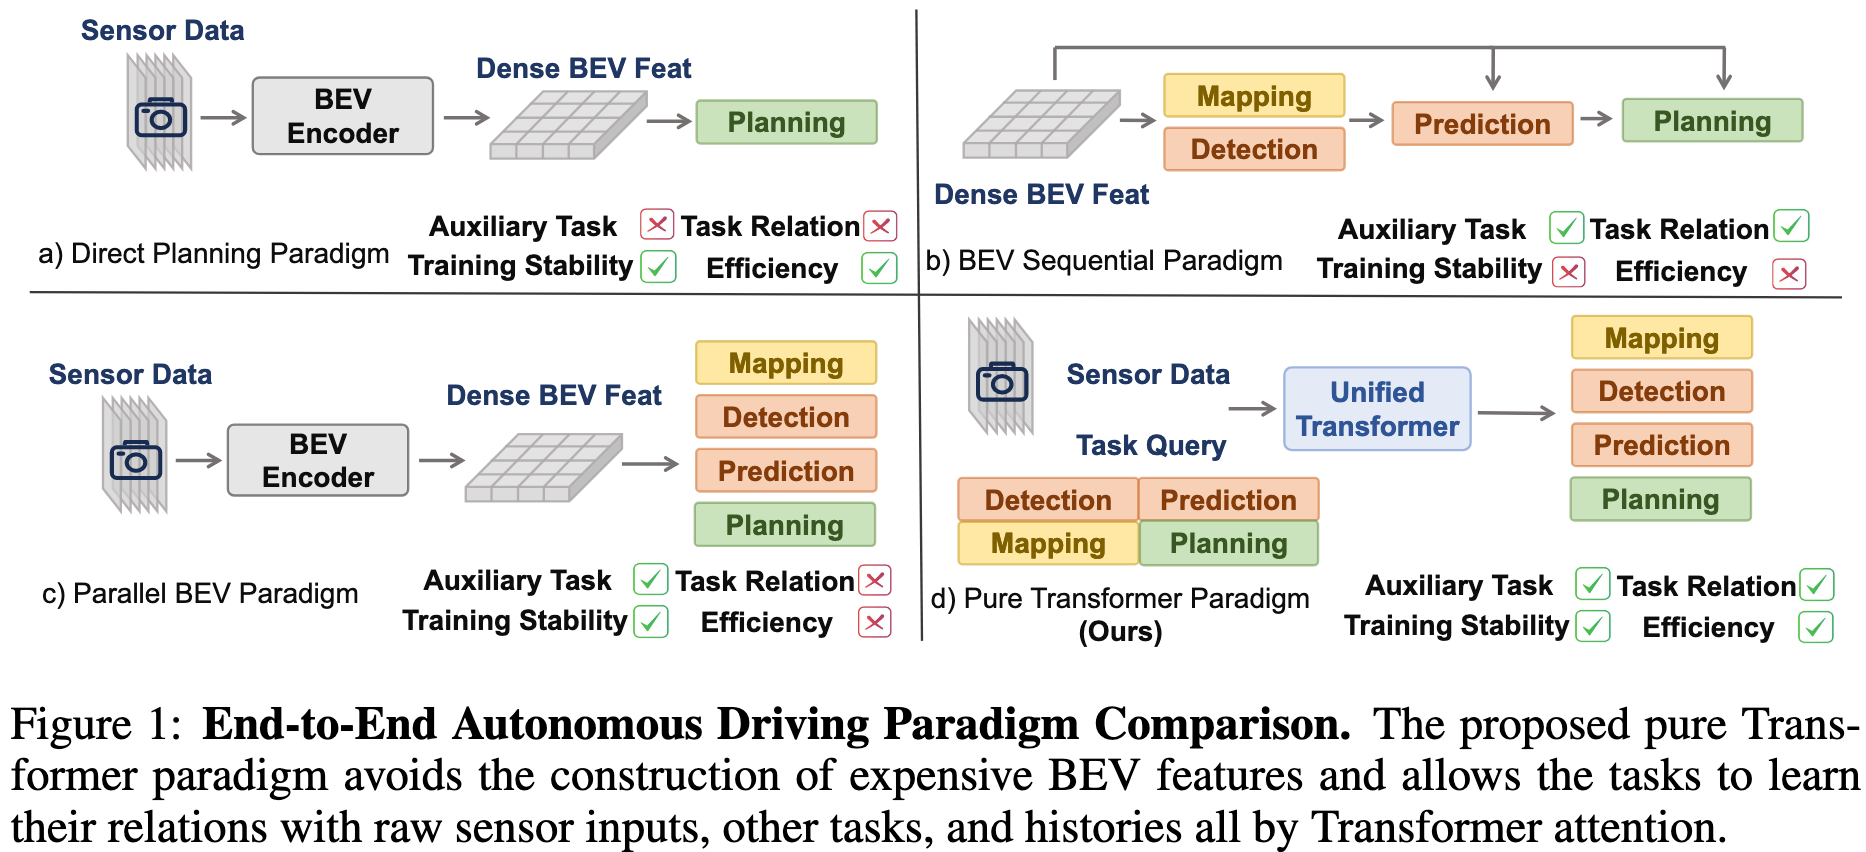 Sensor Data
BEV
Encoder
Dense BEV Feat
Planning
Auxiliary Task Task Relation
a) Direct Planning Paradigm
Training Stability Efficiency
Mapping
Detection
Prediction
Planning
Dense BEV Feat
Auxiliary Task Task Relation
b) BEV Sequential Paradigm
Training Stability Efficiency
Sensor Data
BEV
Encoder
Dense BEV Feat
Mapping
Detection
Prediction
Planning
Auxiliary Task Task Relation
c) Parallel BEV Paradigm
Training Stability Efficiency
Sensor Data
Task Query
Detection Prediction
Mapping Planning
Unified
Transformer
Mapping
Detection
Prediction
Planning
d) Pure Transformer Paradigm
(Ours)
Auxiliary Task Task Relation
Training Stability Efficiency
Figure 1: End-to-End Autonomous Driving Paradigm Comparison. The proposed pure Trans-
former paradigm avoids the construction of expensive BEV features and allows the tasks to learn
their relations with raw sensor inputs, other tasks, and histories all by Transformer attention.